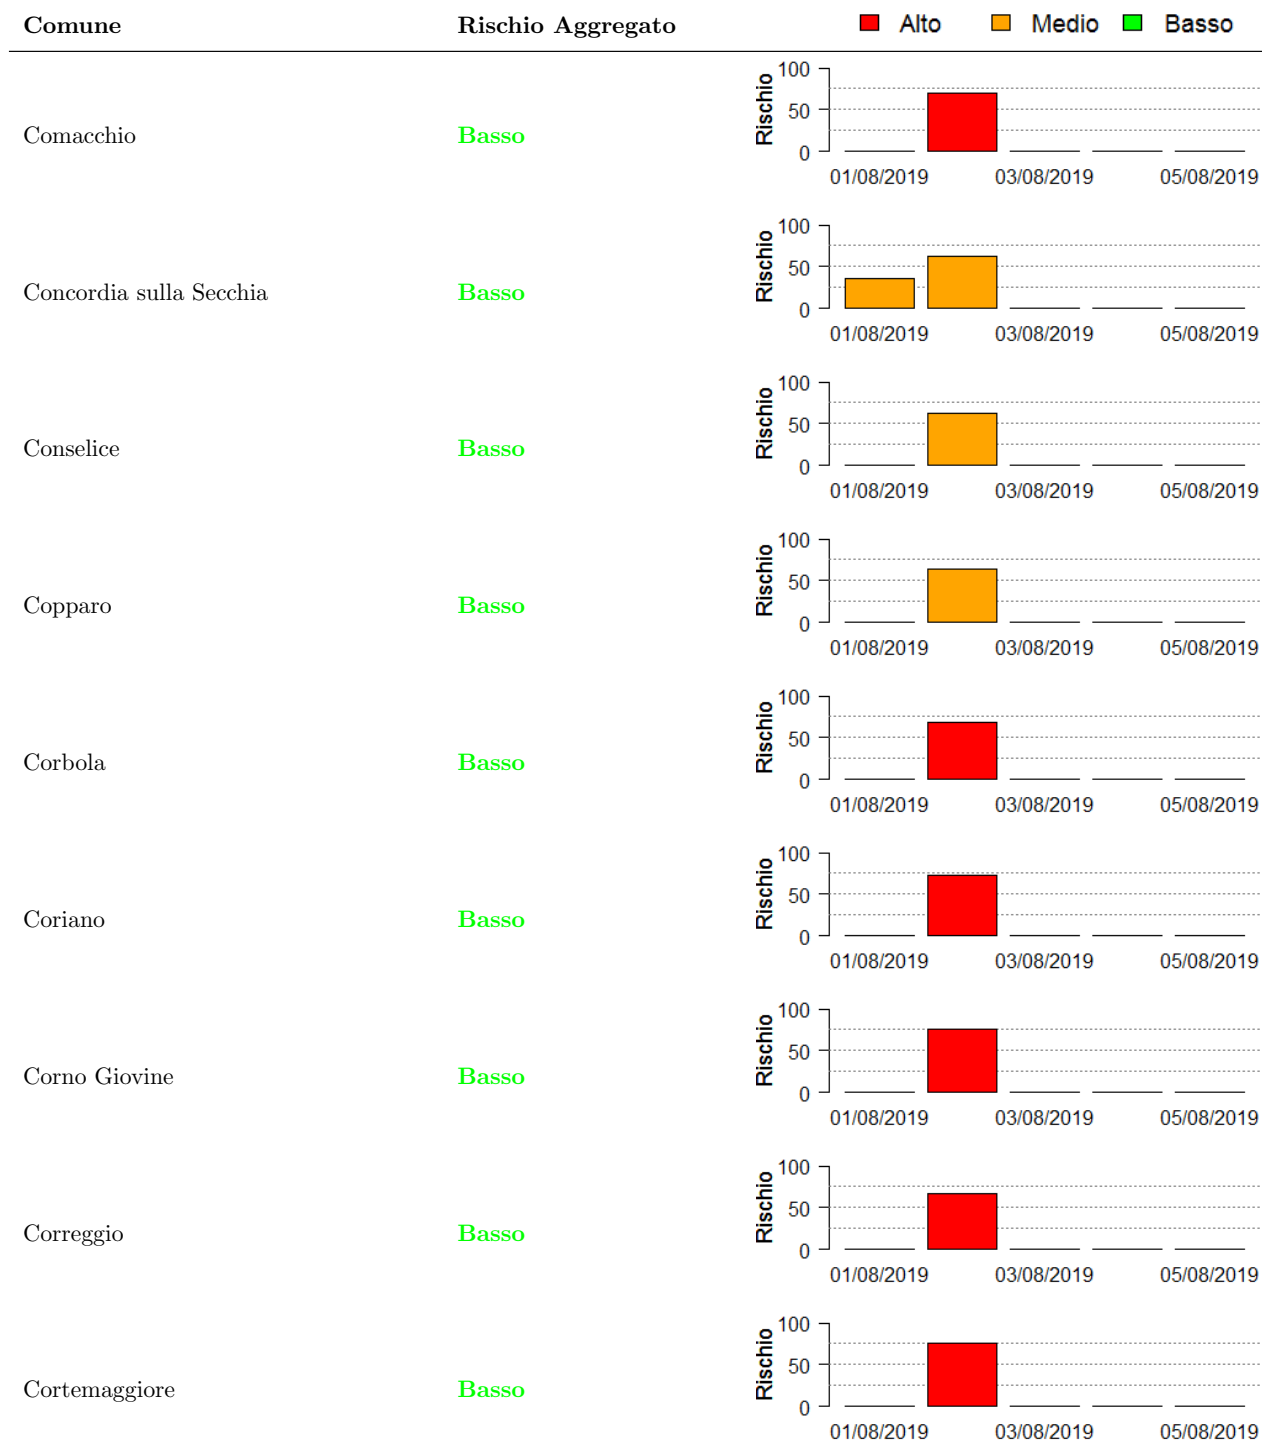 Comune Rischio Aggregato Alto Medio Basso
Comacchio Basso Rischio 100 50 0
01/08/2019 03/08/2019 05/08/2019
Concordia sulla Secchia Basso Rischio 100 50 0
01/08/2019 03/08/2019 05/08/2019
Conselice Basso Rischio 100 50 0
01/08/2019 03/08/2019 05/08/2019
Copparo Basso Rischio 100 50 0
01/08/2019 03/08/2019 05/08/2019
Corbola Basso Rischio 100 50 0
01/08/2019 03/08/2019 05/08/2019
Coriano Basso Rischio 100 50 0
01/08/2019 03/08/2019 05/08/2019
Corno Giovine Basso Rischio 100 50 0
01/08/2019 03/08/2019 05/08/2019
Correggio Basso Rischio 100 50 0
01/08/2019 03/08/2019 05/08/2019
Cortemaggiore Basso Rischio 100 50 0
01/08/2019 03/08/2019 05/08/2019